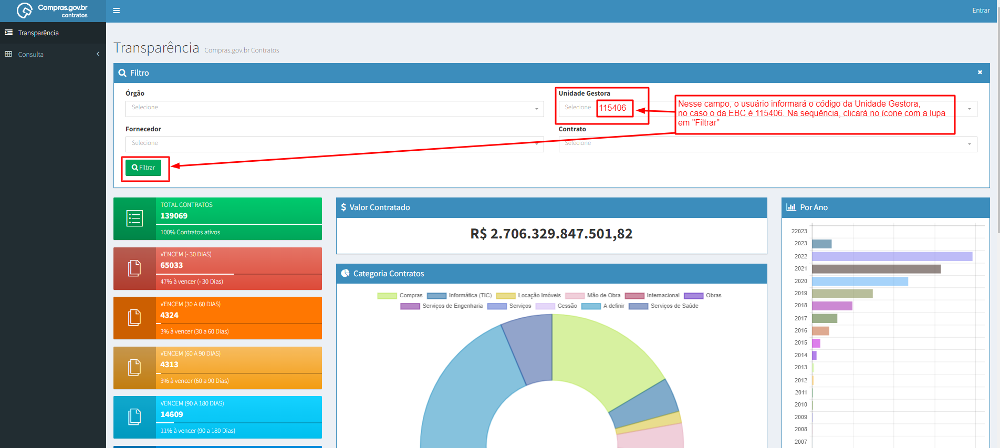 Compras.gov.br
contratos
Entrar
Transparência
Consulta
Transparência Compras.gov.br Contratos
Filtro
Órgão
Selecione
Unidade Gestora
Selecione
115406
Nesse campo, o usuário informará o código da Unidade Gestora,
no caso o da EBC é 115406. Na sequência, clicará no ícone com a lupa
em "Filtrar"
Fornecedor
Selecione
Contrato
Selecione
Filtrar
TOTAL CONTRATOS
139069
100% Contratos ativos
VENCEM (- 30 DIAS)
65033
47% à vencer (- 30 Dias)
VENCEM (30 A 60 DIAS)
4324
3% à vencer (30 a 60 Dias)
VENCEM (60 A 90 DIAS)
4313
3% à vencer (60 a 90 Dias)
VENCEM (90 A 180 DIAS)
14609
11% à vencer (90 a 180 Dias)
Valor Contratado
R$ 2.706.329.847.501,82
Categoria Contratos
Compras Informática (TIC) Locação Imóveis Mão de Obra Internacional Obras
Serviços de Engenharia Serviços Cessão A definir Serviços de Saúde
Por Ano
22023
2023
2022
2021
2020
2019
2018
2017
2016
2015
2014
2013
2012
2011
2010
2009
2008
2007